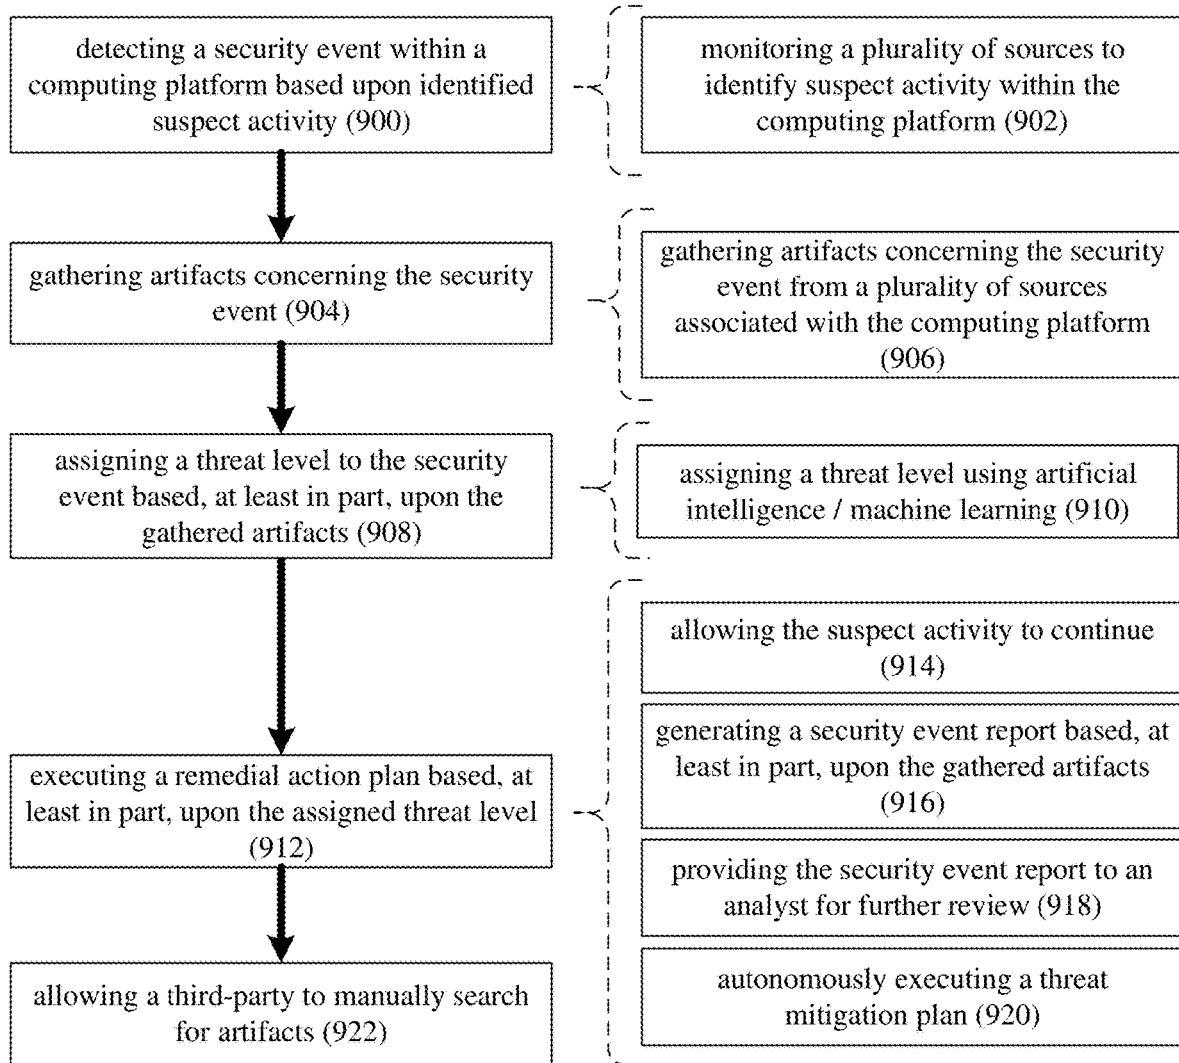 detecting a security event within a
computing platform based upon identified
suspect activity (900)
monitoring a plurality of sources to
identify suspect activity within the
computing platform (902)
gathering artifacts concerning the security
event (904)
gathering artifacts concerning the security
event from a plurality of sources
associated with the computing platform
(906)
assigning a threat level to the security
event based, at least in part, upon the
gathered artifacts (908)
assigning a threat level using artificial
intelligence / machine learning (910)
executing a remedial action plan based, at
least in part, upon the assigned threat level
(912)
allowing the suspect activity to continue
(914)
generating a security event report based, at
least in part, upon the gathered artifacts
(916)
providing the security event report to an
analyst for further review (918)
autonomously executing a threat
mitigation plan (920)
allowing a third-party to manually search
for artifacts (922)